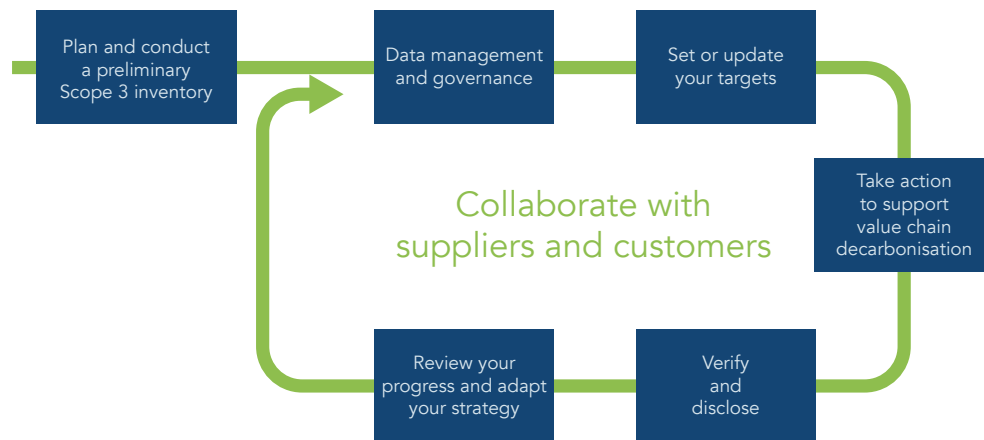 Plan and conduct
a preliminary
Scope 3 inventory
Data management
and governance
Set or update
your targets
Take action
to support
value chain
decarbonisation
Collaborate with
suppliers and customers
Review your
progress and adapt
your strategy
Verify
and
disclose